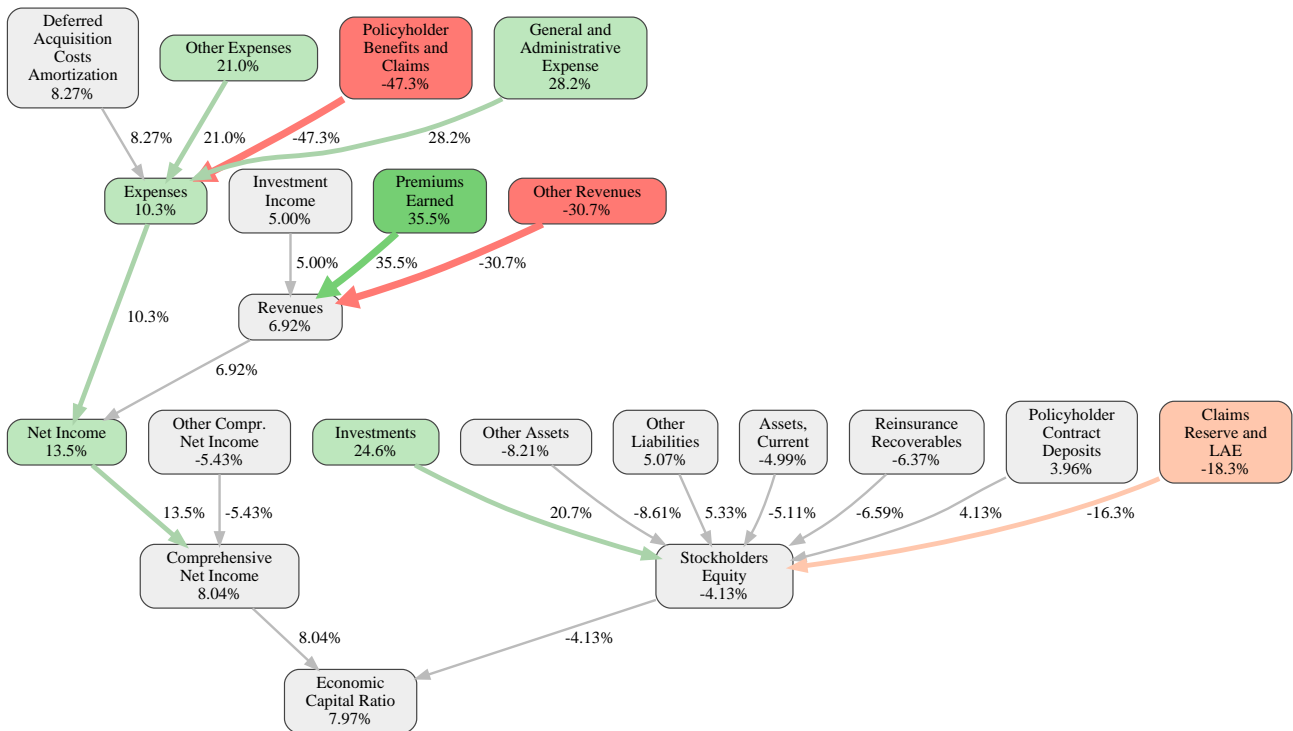 Deferred
Acquisition
Costs
Amortization
8.27%
Other Expenses
21.0%
Policyholder
Benefits and
Claims
-47.3%
General and
Administrative
Expense
28.2%
8.27%
21.0%
-47.3%
28.2%
Expenses
10.3%
Investment
Income
5.00%
Premiums
Earned
35.5%
Other Revenues
-30.7%
5.00%
35.5%
-30.7%
10.3%
Revenues
6.92%
6.92%
Net Income
13.5%
Other Compr.
Net Income
-5.43%
Investments
24.6%
Other Assets
-8.21%
Other
Liabilities
5.07%
Assets,
Current
-4.99%
Reinsurance
Recoverables
-6.37%
Policyholder
Contract
Deposits
3.96%
Claims
Reserve and
LAE
-18.3%
13.5%
-5.43%
20.7%
-8.61%
5.33%
-5.11%
-6.59%
4.13%
-16.3%
Comprehensive
Net Income
8.04%
Stockholders
Equity
-4.13%
8.04%
-4.13%
Economic
Capital Ratio
7.97%